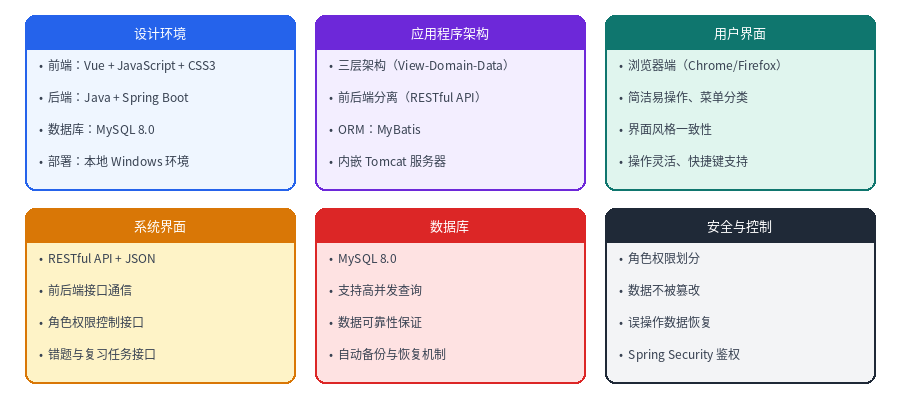 设计环境
• 前端：Vue + JavaScript + CSS3
• 后端：Java + Spring Boot
• 数据库：MySQL 8.0
• 部署：本地 Windows 环境
应用程序架构
• 三层架构（View-Domain-Data）
• 前后端分离（RESTful API）
• ORM：MyBatis
• 内嵌 Tomcat 服务器
用户界面
• 浏览器端（Chrome/Firefox）
• 简洁易操作、菜单分类
• 界面风格一致性
• 操作灵活、快捷键支持
系统界面
• RESTful API + JSON
• 前后端接口通信
• 角色权限控制接口
• 错题与复习任务接口
数据库
• MySQL 8.0
• 支持高并发查询
• 数据可靠性保证
• 自动备份与恢复机制
安全与控制
• 角色权限划分
• 数据不被篡改
• 误操作数据恢复
• Spring Security 鉴权